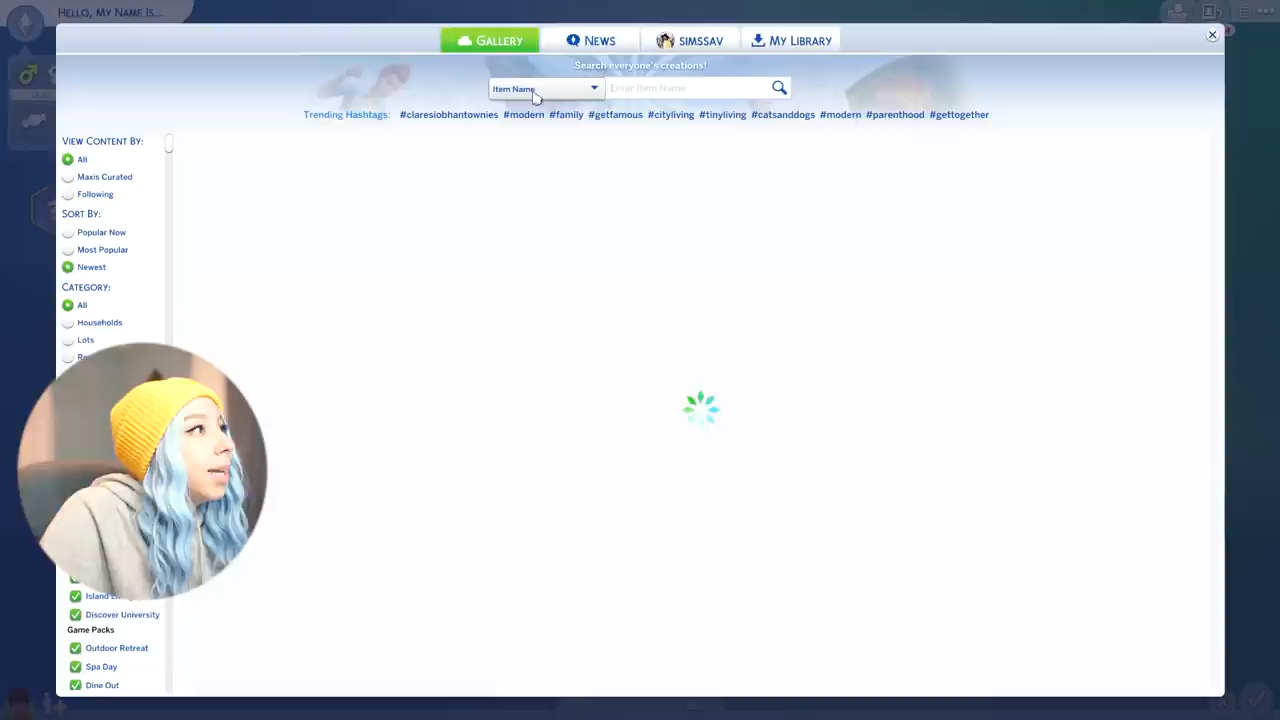 HELLO, MY NAME IS...
GALLERY NEWS SIMSSAV MY LIBRARY
Search everyone's creations!
Item Name Enter Item Name
Trending Hashtags: #claresiobhantownies #modern #family #getfamous #cityliving #tinyliving #catsanddogs #modern #parenthood #gettogether
VIEW CONTENT BY:
All
Maxis Curated
Following
SORT BY:
Popular Now
Most Popular
Newest
CATEGORY:
All
Households
Lots
Island
Discover University
Game Packs
Outdoor Retreat
Spa Day
Dine Out